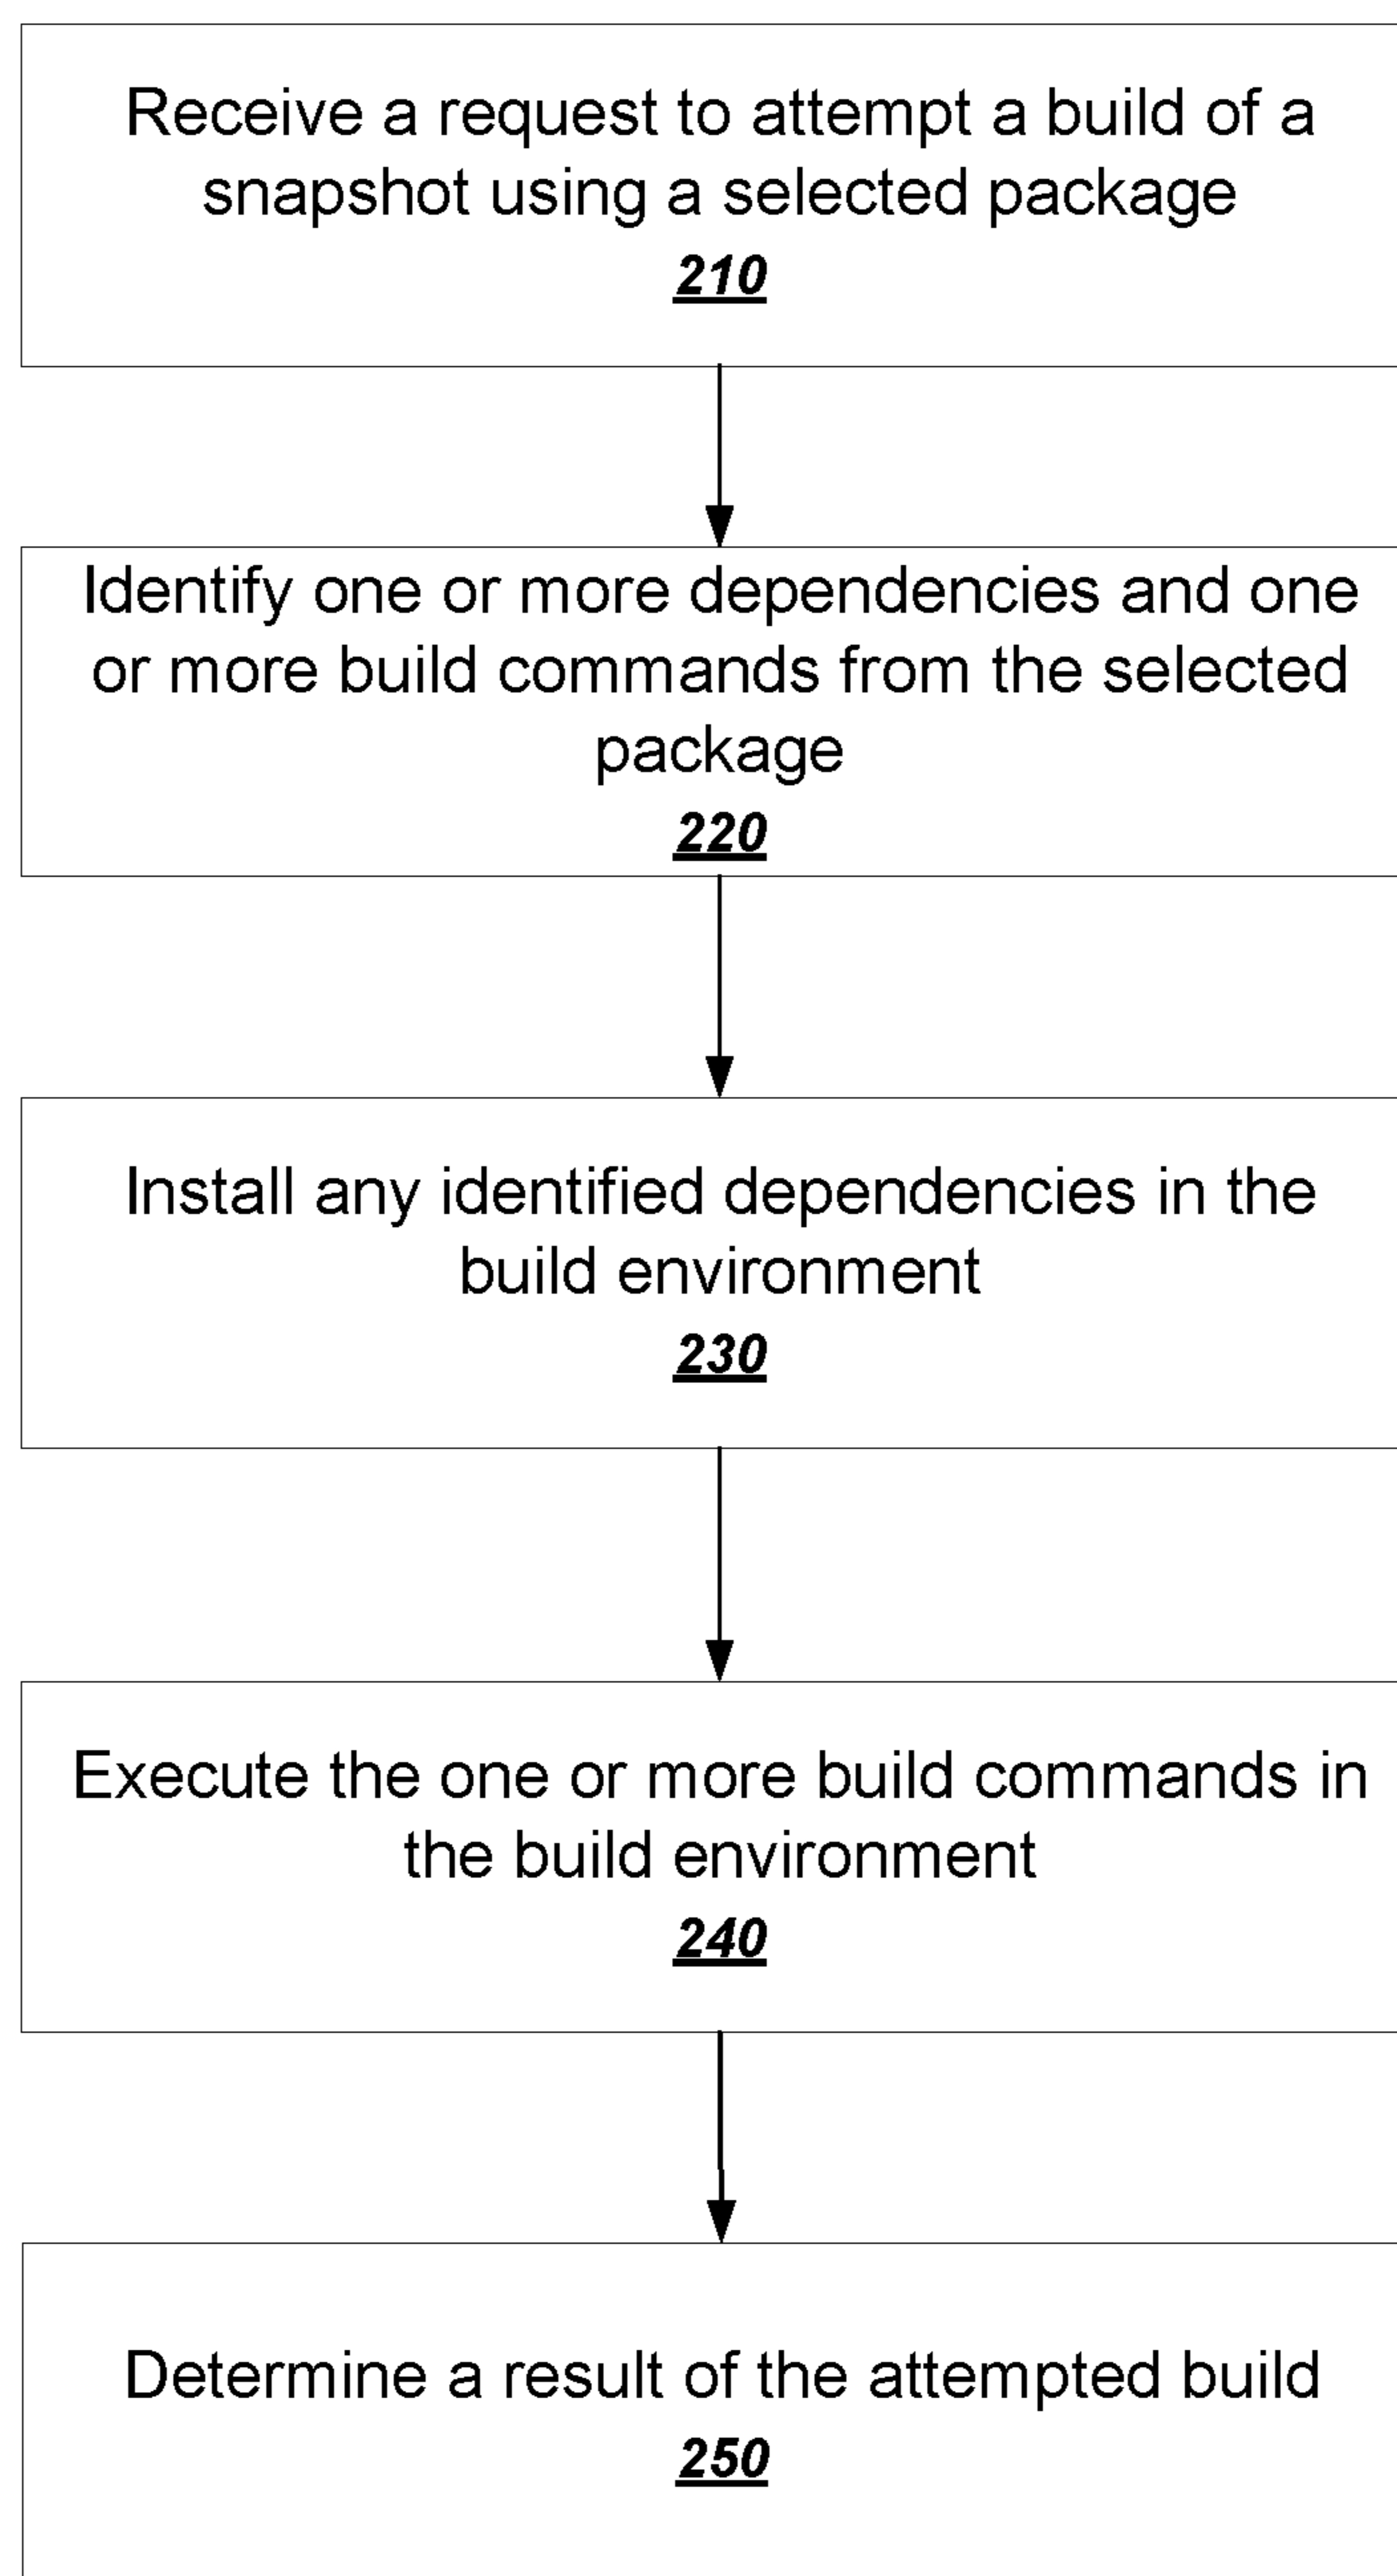 Receive a request to attempt a build of a
snapshot using a selected package
210
Identify one or more dependencies and one
or more build commands from the selected
package
220
Install any identified dependencies in the
build environment
230
Execute the one or more build commands in
the build environment
240
Determine a result of the attempted build
250